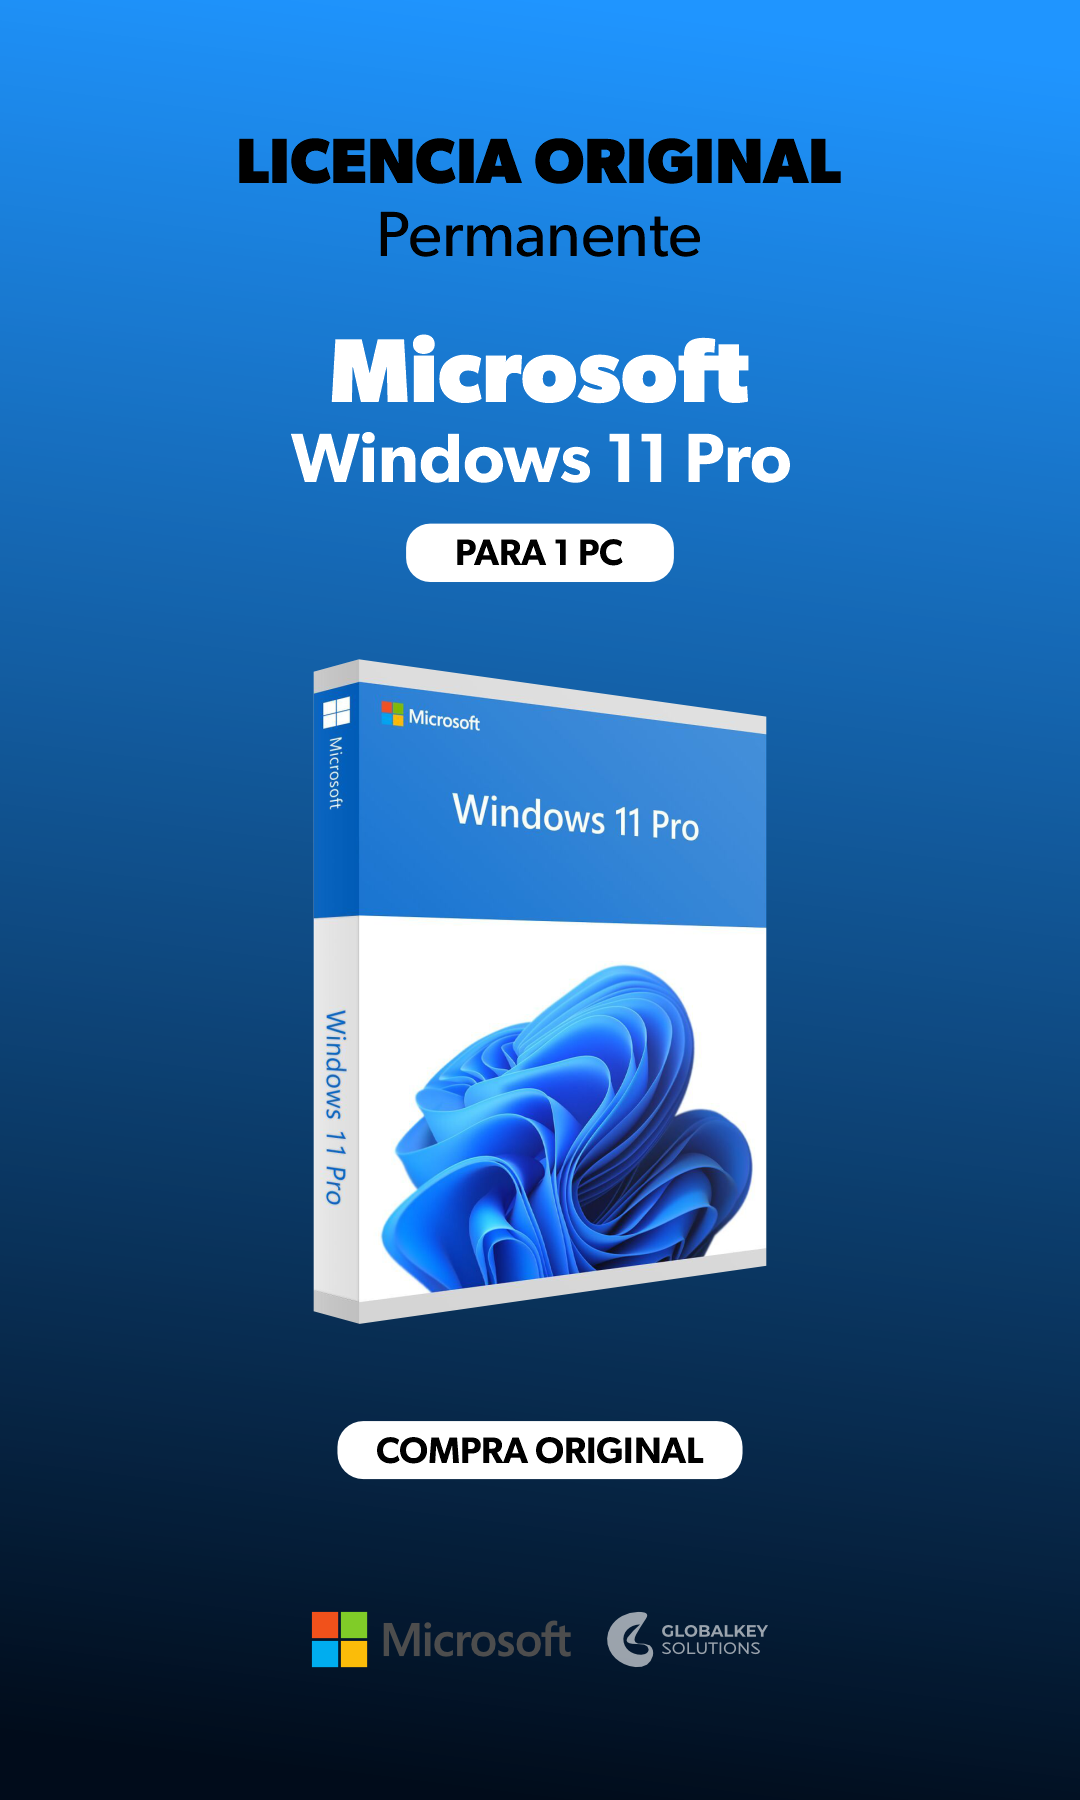 LICENCIA ORIGINAL
Permanente
Microsoft
Windows 11 Pro
PARA 1 PC
Microsoft
Microsoft
Windows 11 Pro
Windows 11 Pro
COMPRA ORIGINAL
Microsoft
GLOBALKEY
SOLUTIONS